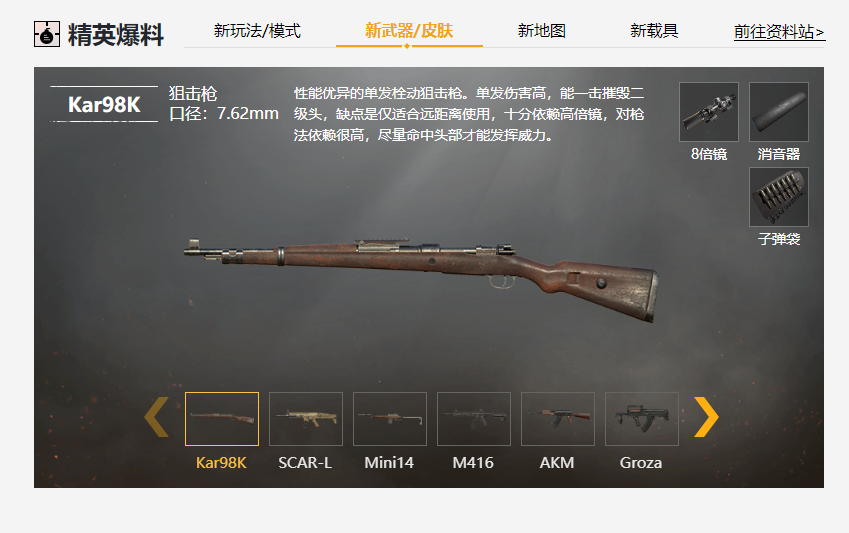 精英爆料
新玩法/模式
新武器/皮肤
新地图
新载具
前往资料站>
Kar98K
狙击枪
口径：7.62mm
性能优异的单发栓动狙击枪。单发伤害高，能一击摧毁二
级头，缺点是仅适合远距离使用，十分依赖高倍镜，对枪
法依赖很高，尽量命中头部才能发挥威力。
8倍镜
消音器
子弹袋
Kar98K
SCAR-L
Mini14
M416
AKM
Groza